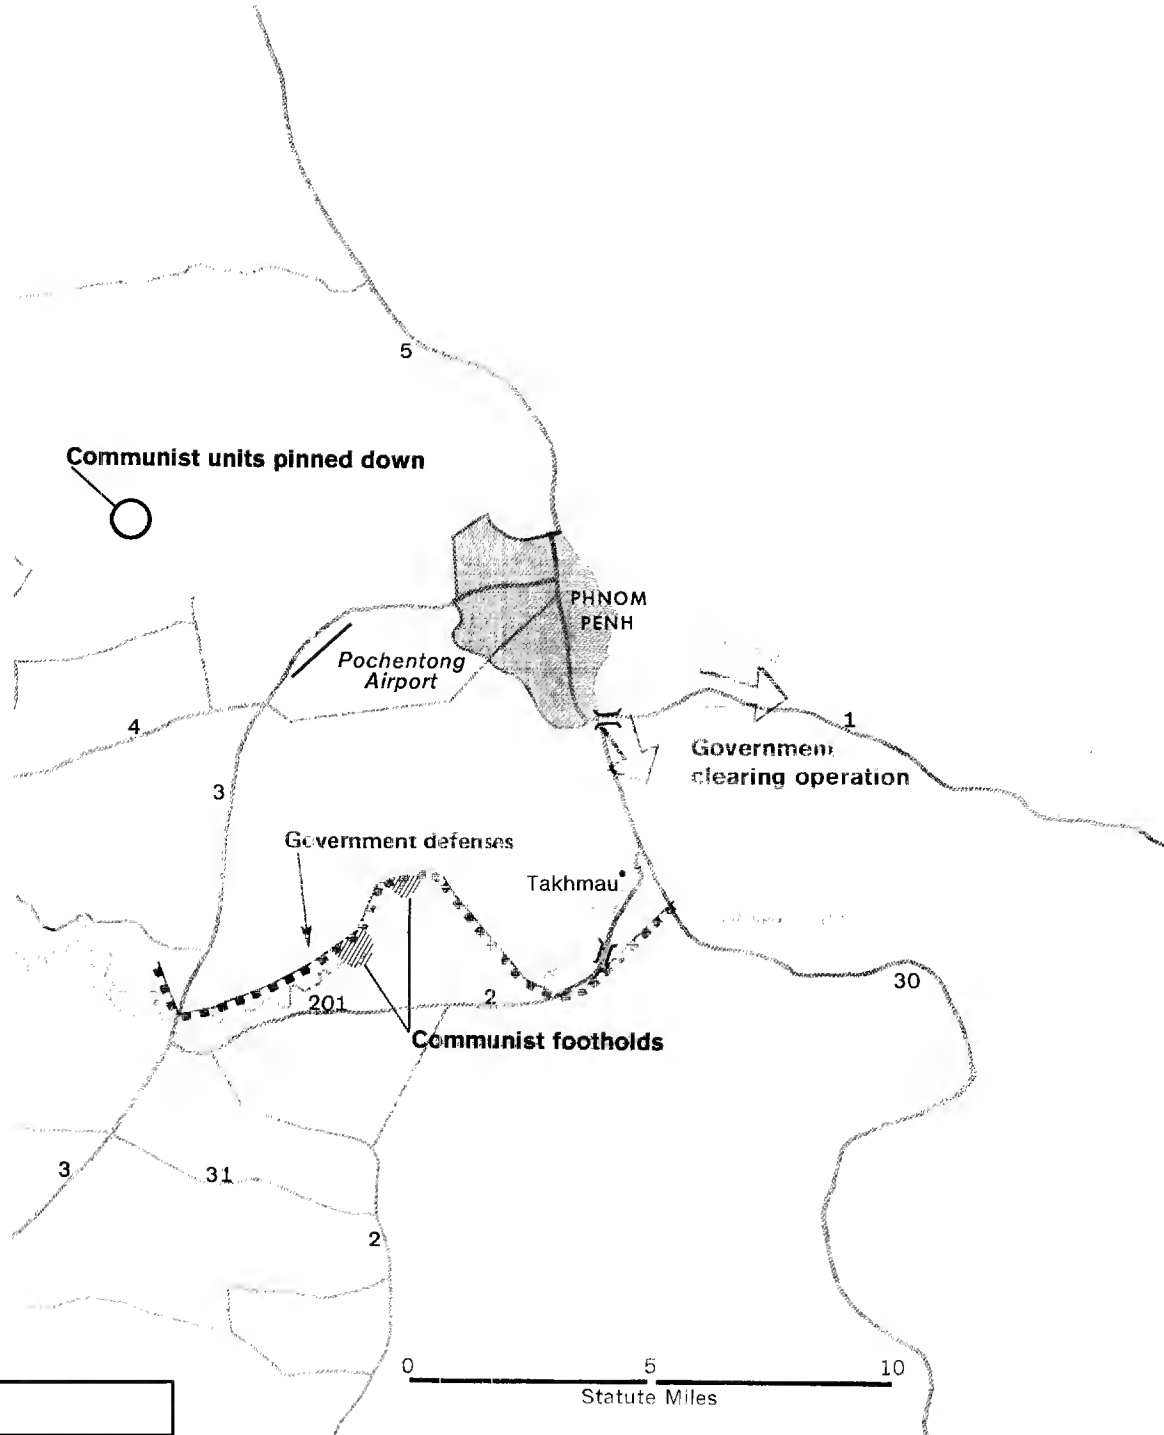 5
Communist units pinned down
PHNOM
PENH
Pochentong
Airport
4
1
Government
clearing operation
3
Government defenses
Takhmau
30
201
2
Communist footholds
3
31
2
0 5 10
Statute Miles